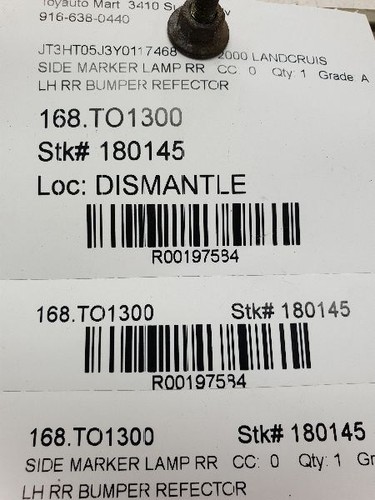 Toyauto Mart 3410
916-638-0440
JT3HT05J3Y0117468 2000 LANDCRUIS
SIDE MARKER LAMP RR CC: 0 Qty: 1 Grade A
LH RR BUMPER REFECTOR
168.TO1300
Stk# 180145
Loc: DISMANTLE
R00197584
168.TO1300 Stk# 180145
R00197584
168.TO1300 Stk# 180145
SIDE MARKER LAMP RR CC: 0 Qty: 1 Gr
LH RR BUMPER REFECTOR